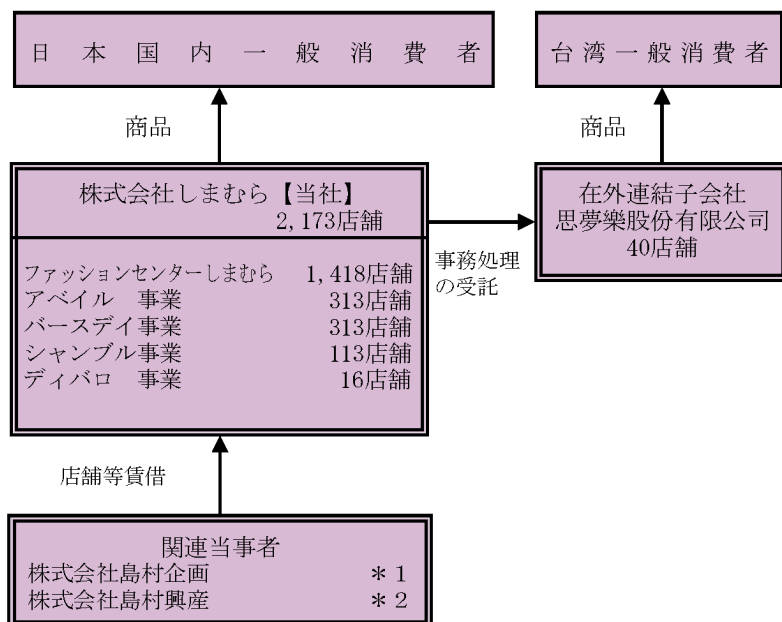 日本国内一般消費者
台湾一般消費者
商品
商品
株式会社しまむら【当社】
2,173店舗
ファッションセンターしまむら 1,418店舗
アベイル 事業 313店舗
バースデイ事業 313店舗
シャンブル事業 113店舗
ディバロ 事業 16店舗
事務処理
の受託
在外連結子会社
思夢樂股份有限公司
40店舗
店舗等賃借
関連当事者
株式会社島村企画 *1
株式会社島村興産 *2